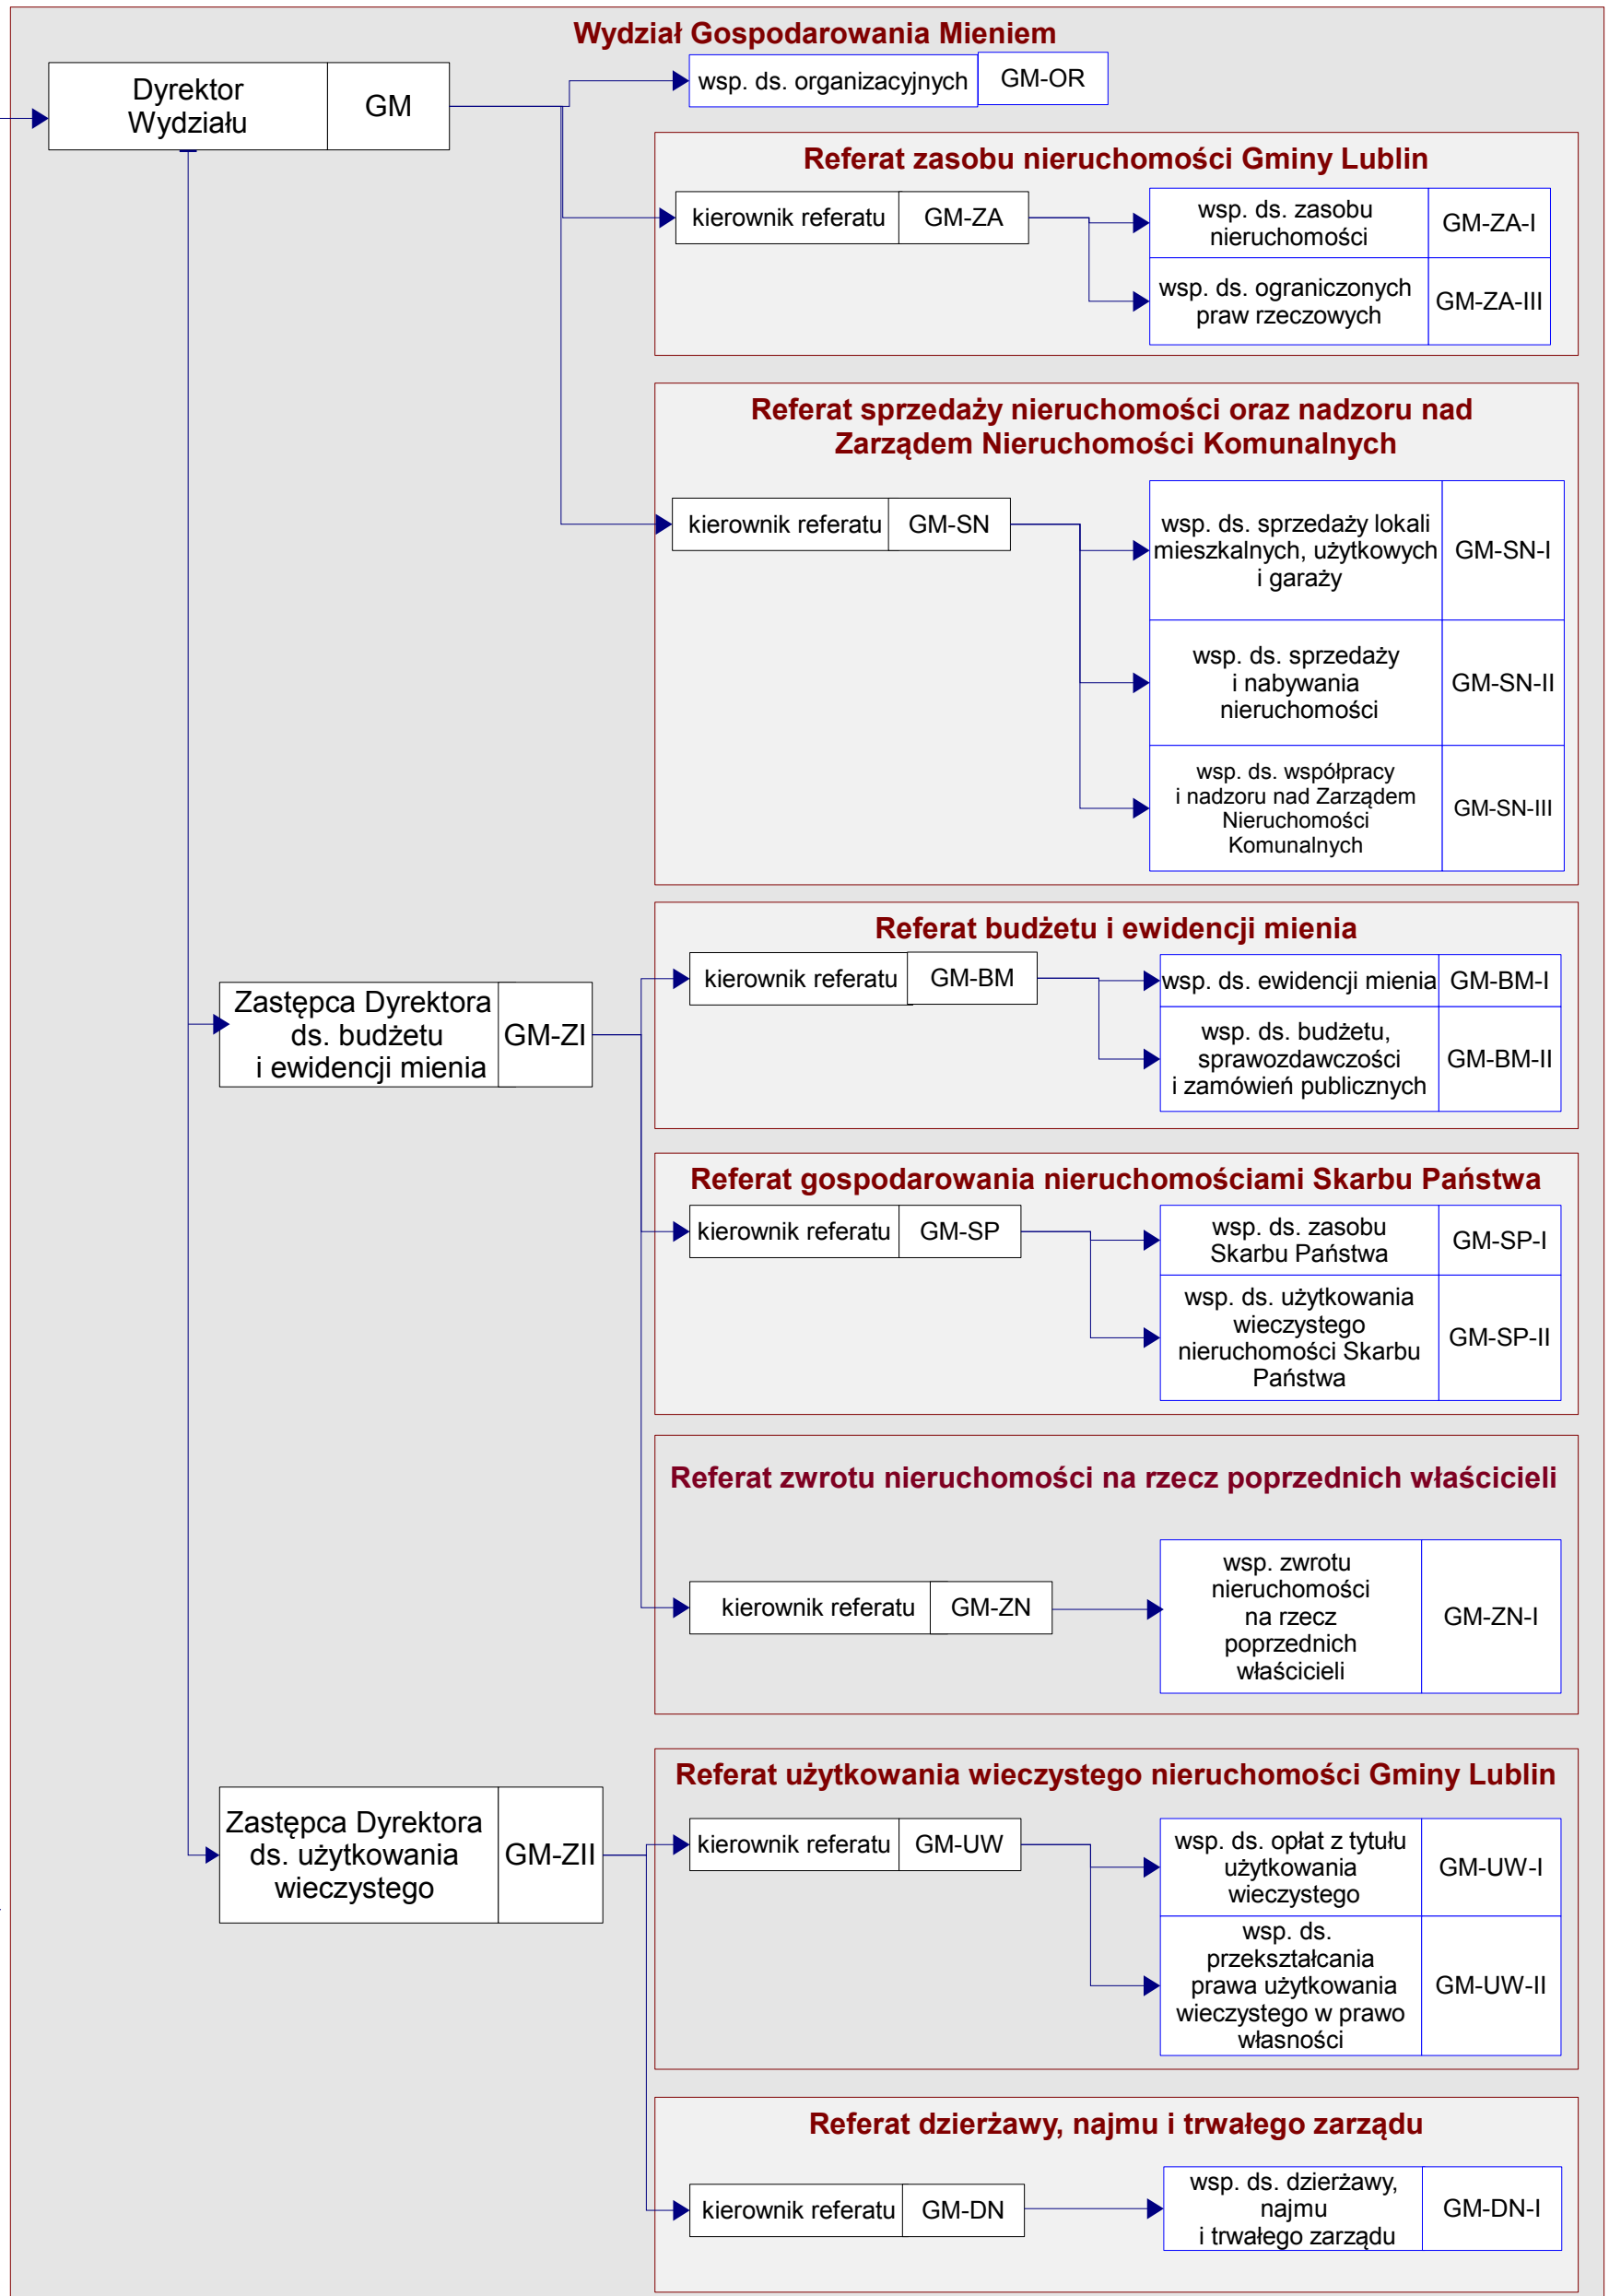 Wydział Gospodarowania Mieniem
Dyrektor
Wydziału
GM
wsp. ds. organizacyjnych
GM-OR
Referat zasobu nieruchomości Gminy Lublin
kierownik referatu
GM-ZA
wsp. ds. zasobu
nieruchomości
GM-ZA-I
wsp. ds. ograniczonych
praw rzeczowych
GM-ZA-III
Referat sprzedaży nieruchomości oraz nadzoru nad
Zarządem Nieruchomości Komunalnych
kierownik referatu
GM-SN
wsp. ds. sprzedaży lokali
mieszkalnych, użytkowych
i garaży
GM-SN-I
wsp. ds. sprzedaży
i nabywania
nieruchomości
GM-SN-II
wsp. ds. współpracy
i nadzoru nad Zarządem
Nieruchomości
Komunalnych
GM-SN-III
Zastępca Dyrektora
ds. budżetu
i ewidencji mienia
GM-ZI
Referat budżetu i ewidencji mienia
kierownik referatu
GM-BM
wsp. ds. ewidencji mienia
GM-BM-I
wsp. ds. budżetu,
sprawozdawczości
i zamówień publicznych
GM-BM-II
Referat gospodarowania nieruchomościami Skarbu Państwa
kierownik referatu
GM-SP
wsp. ds. zasobu
Skarbu Państwa
GM-SP-I
wsp. ds. użytkowania
wieczystego
nieruchomości Skarbu
Państwa
GM-SP-II
Referat zwrotu nieruchomości na rzecz poprzednich właścicieli
kierownik referatu
GM-ZN
wsp. zwrotu
nieruchomości
na rzecz
poprzednich
właścicieli
GM-ZN-I
Zastępca Dyrektora
ds. użytkowania
wieczystego
GM-ZII
Referat użytkowania wieczystego nieruchomości Gminy Lublin
kierownik referatu
GM-UW
wsp. ds. opłat z tytułu
użytkowania
wieczystego
GM-UW-I
wsp. ds.
przekształcania
prawa użytkowania
wieczystego w prawo
własności
GM-UW-II
Referat dzierżawy, najmu i trwałego zarządu
kierownik referatu
GM-DN
wsp. ds. dzierżawy,
najmu
i trwałego zarządu
GM-DN-I